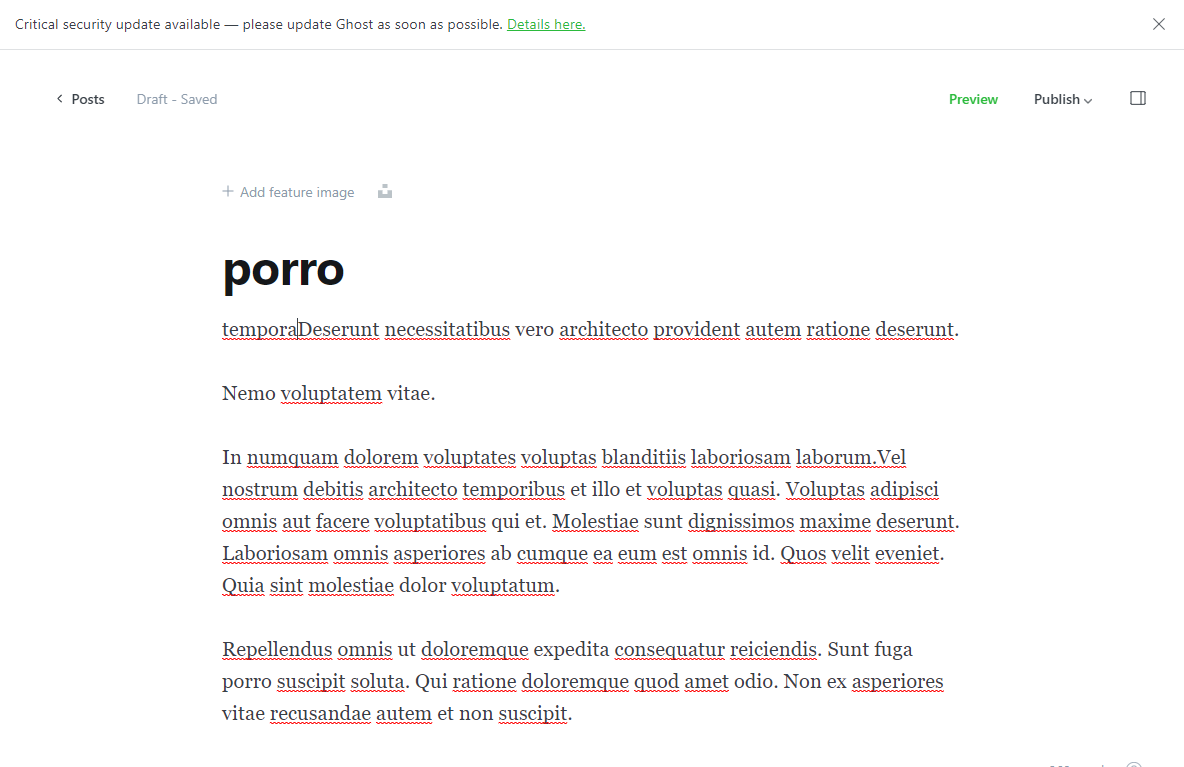 Critical security update available — please update Ghost as soon as possible. Details here.
Posts
Draft - Saved
Preview
Publish
Add feature image
porro
temporaDeserunt necessitatibus vero architecto provident autem ratione deserunt.
Nemo voluptatem vitae.
In numquam dolorem voluptates voluptas blanditiis laboriosam laborum.Vel
nostrum debitis architecto temporibus et illo et voluptas quasi. Voluptas adipisci
omnis aut facere voluptatibus qui et. Molestiae sunt dignissimos maxime deserunt.
Laboriosam omnis asperiores ab cumque ea eum est omnis id. Quos velit eveniet.
Quia sint molestiae dolor voluptatum.
Repellendus omnis ut doloremque expedita consequatur reiciendis. Sunt fuga
porro suscipit soluta. Qui ratione doloremque quod amet odio. Non ex asperiores
vitae recusandae autem et non suscipit.